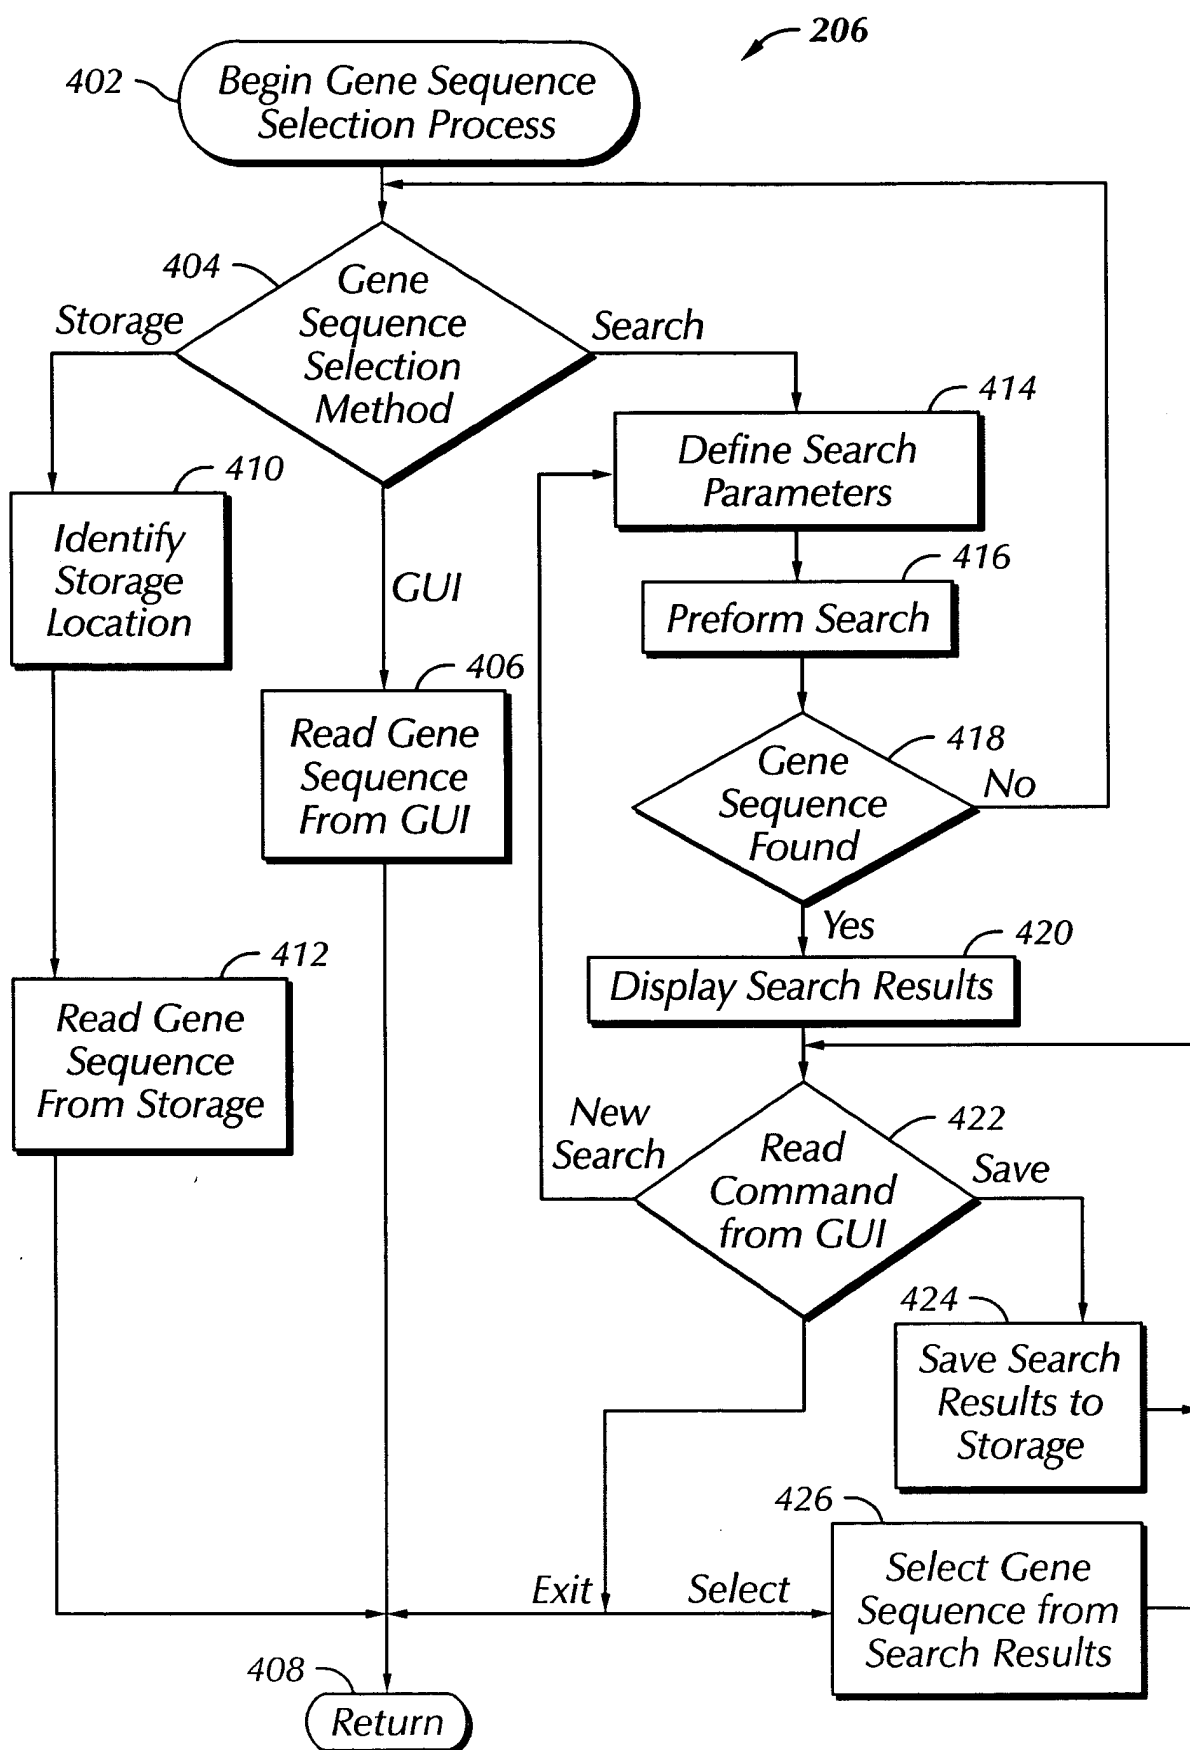 206
402
Begin Gene Sequence
Selection Process
404
Gene
Sequence
Selection
Method
Storage
Search
GUI
414
Define Search
Parameters
410
Identify
Storage
Location
416
Preform Search
406
Read Gene
Sequence
From GUI
418
Gene
Sequence
Found
No
Yes
412
Read Gene
Sequence
From Storage
420
Display Search Results
New
Search
422
Read
Command
from GUI
Save
424
Save Search
Results to
Storage
426
Select Gene
Sequence from
Search Results
Exit
Select
408
Return